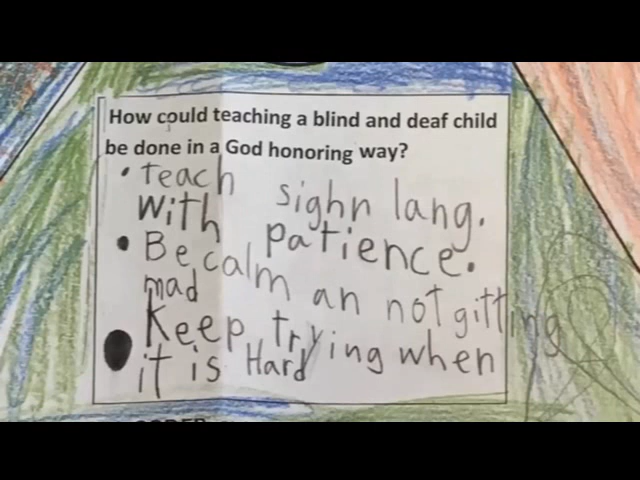 How could teaching a blind and deaf child
be done in a God honoring way?
• teach sighn lang.
with patience.
• Be calm an not gitting
mad
• Keep trying when
it is Hard